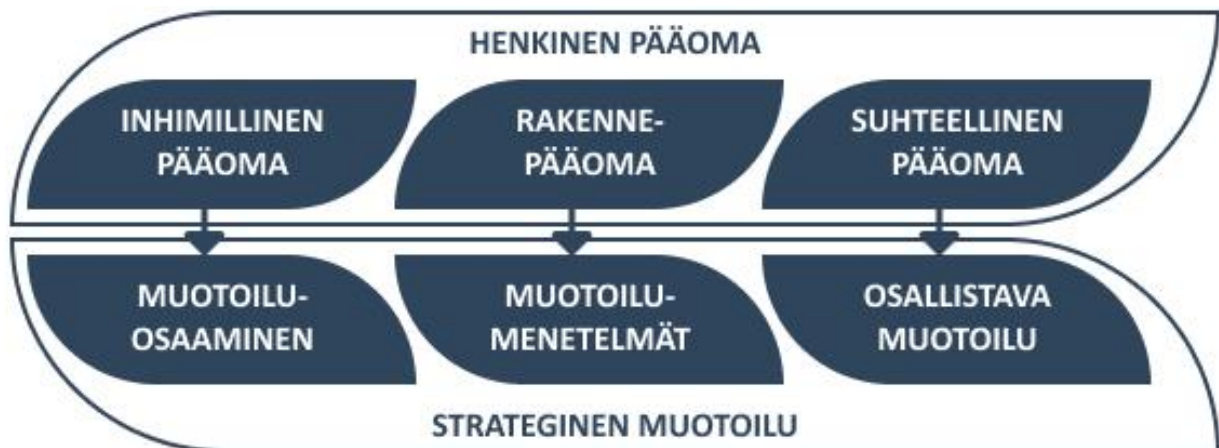 HENKINEN PÄÄOMA
INHIMILLINEN
PÄÄOMA
RAKENNE-
PÄÄOMA
SUHTEELLINEN
PÄÄOMA
MUOTOILU-
OSAAMINEN
MUOTOILU-
MENETELMÄT
OSALLISTAVA
MUOTOILU
STRATEGINEN MUOTOILU